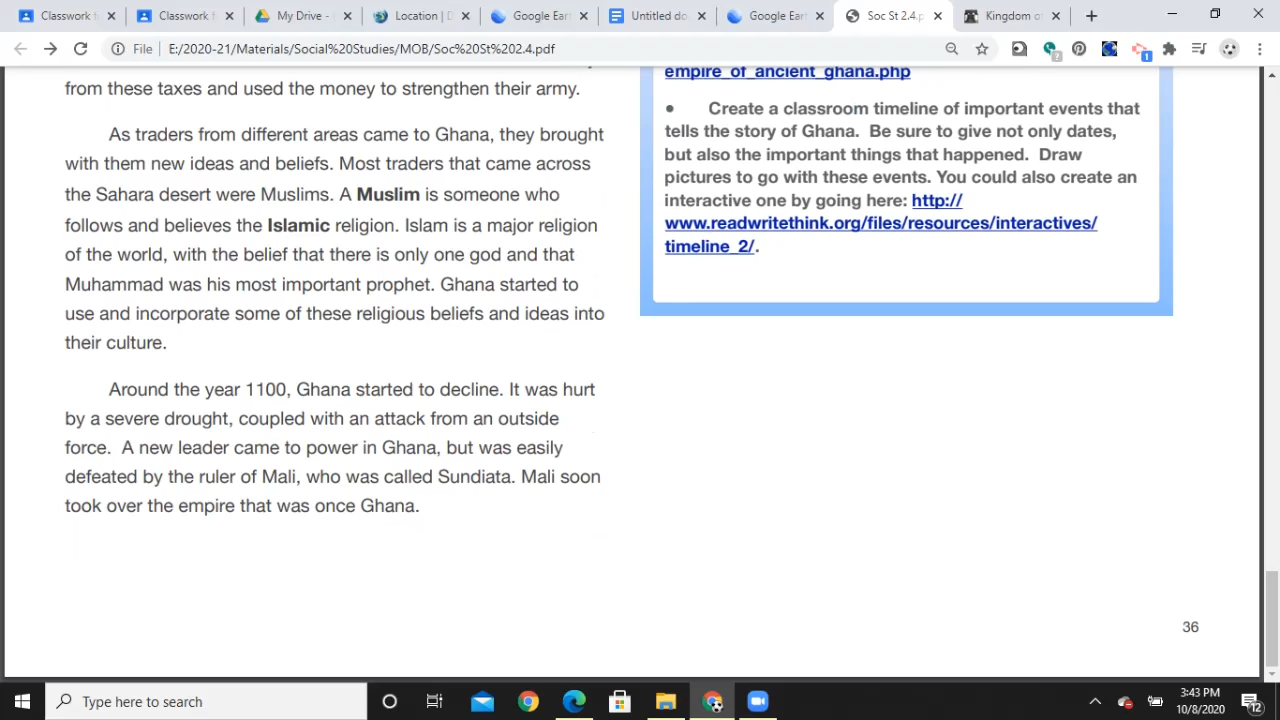 Classwork f
Classwork f
My Drive -
Location | D
Google Ear
Untitled do
Google Ear
Soc St 2.4.p
Kingdom of
File | E:/2020-21/Materials/Social%20Studies/MOB/Soc%20St%202.4.pdf
from these taxes and used the money to strengthen their army.
As traders from different areas came to Ghana, they brought
with them new ideas and beliefs. Most traders that came across
the Sahara desert were Muslims. A Muslim is someone who
follows and believes the Islamic religion. Islam is a major religion
of the world, with the belief that there is only one god and that
Muhammad was his most important prophet. Ghana started to
use and incorporate some of these religious beliefs and ideas into
their culture.
Around the year 1100, Ghana started to decline. It was hurt
by a severe drought, coupled with an attack from an outside
force. A new leader came to power in Ghana, but was easily
defeated by the ruler of Mali, who was called Sundiata. Mali soon
took over the empire that was once Ghana.
empire_of_ancient_ghana.php
• Create a classroom timeline of important events that
tells the story of Ghana. Be sure to give not only dates,
but also the important things that happened. Draw
pictures to go with these events. You could also create an
interactive one by going here: http://
www.readwritethink.org/files/resources/interactives/
timeline_2/.
36
Type here to search
3:43 PM
10/8/2020
12